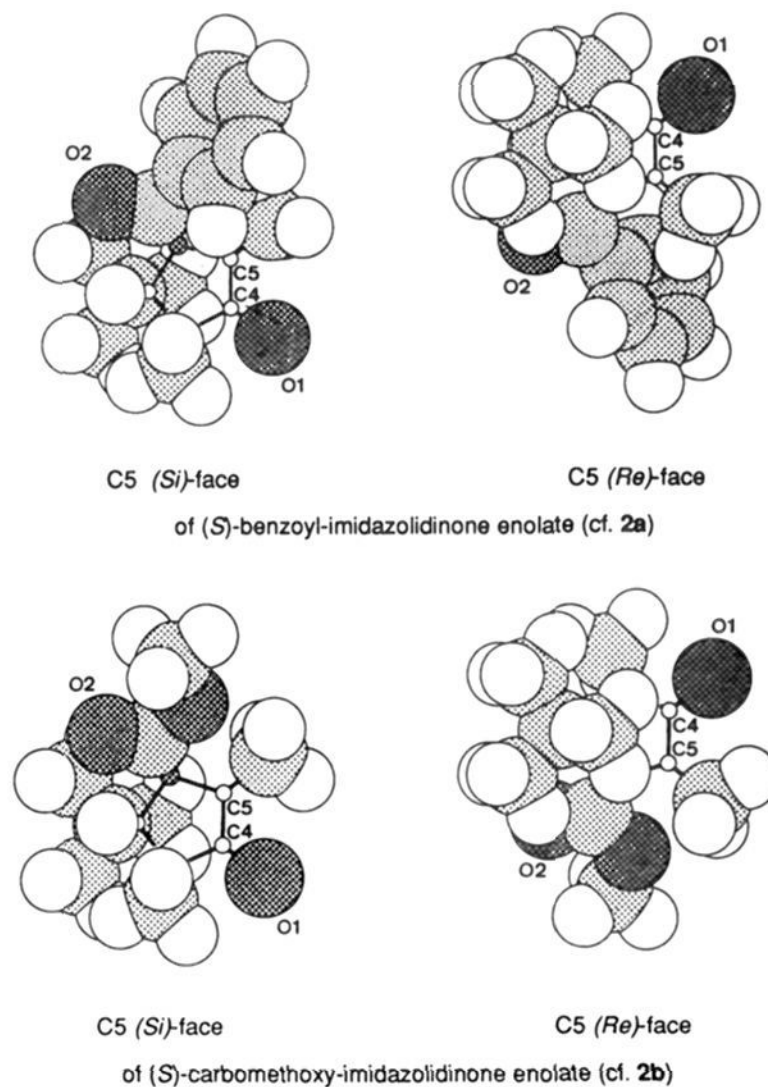 O1
O2
C4
C5
C5
C4
O2
O1
C5 (Si)-face
C5 (Re)-face
of (S)-benzoyl-imidazolidinone enolate (cf. 2a)
O1
O2
C4
C5
C5
C4
O2
O1
C5 (Si)-face
C5 (Re)-face
of (S)-carbomethoxy-imidazolidinone enolate (cf. 2b)